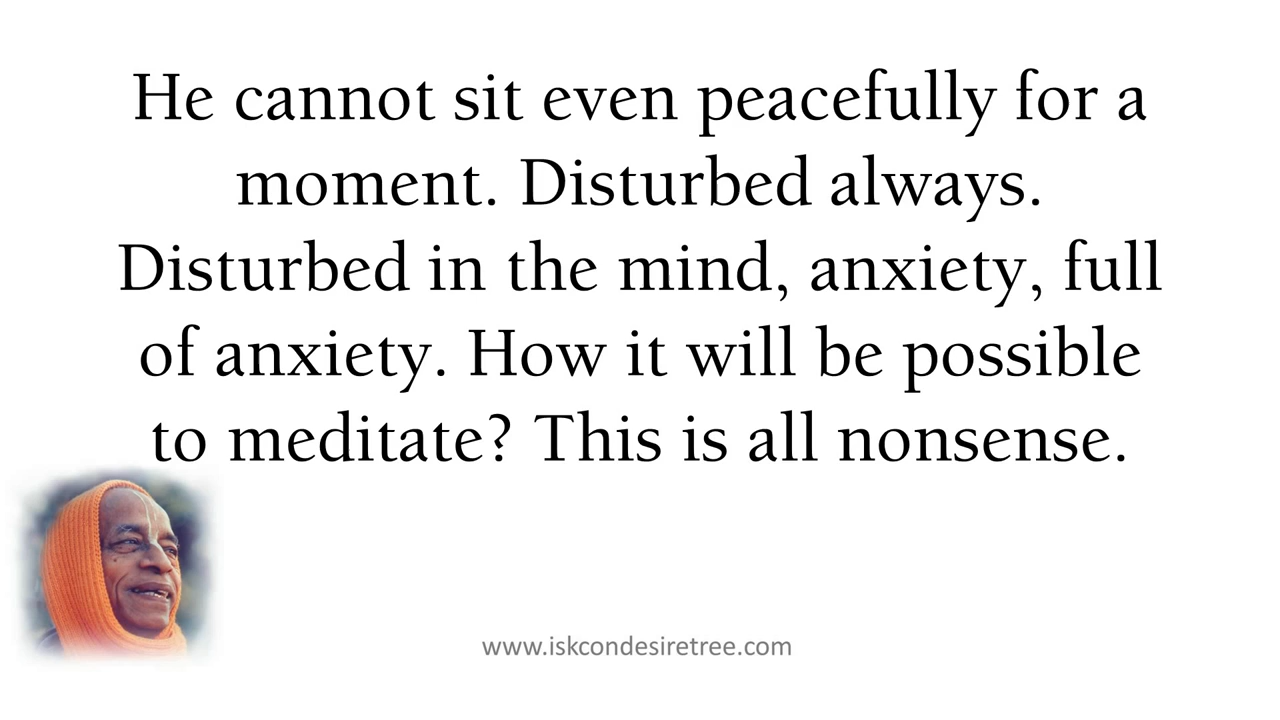 He cannot sit even peacefully for a
moment. Disturbed always.
Disturbed in the mind, anxiety, full
of anxiety. How it will be possible
to meditate? This is all nonsense.
www.iskcondesiretree.com